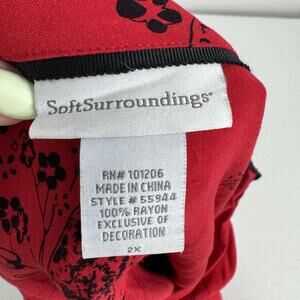 SoftSurroundings®
RN# 101206
MADE IN CHINA
STYLE # 55944
100% RAYON
EXCLUSIVE OF
DECORATION
2X